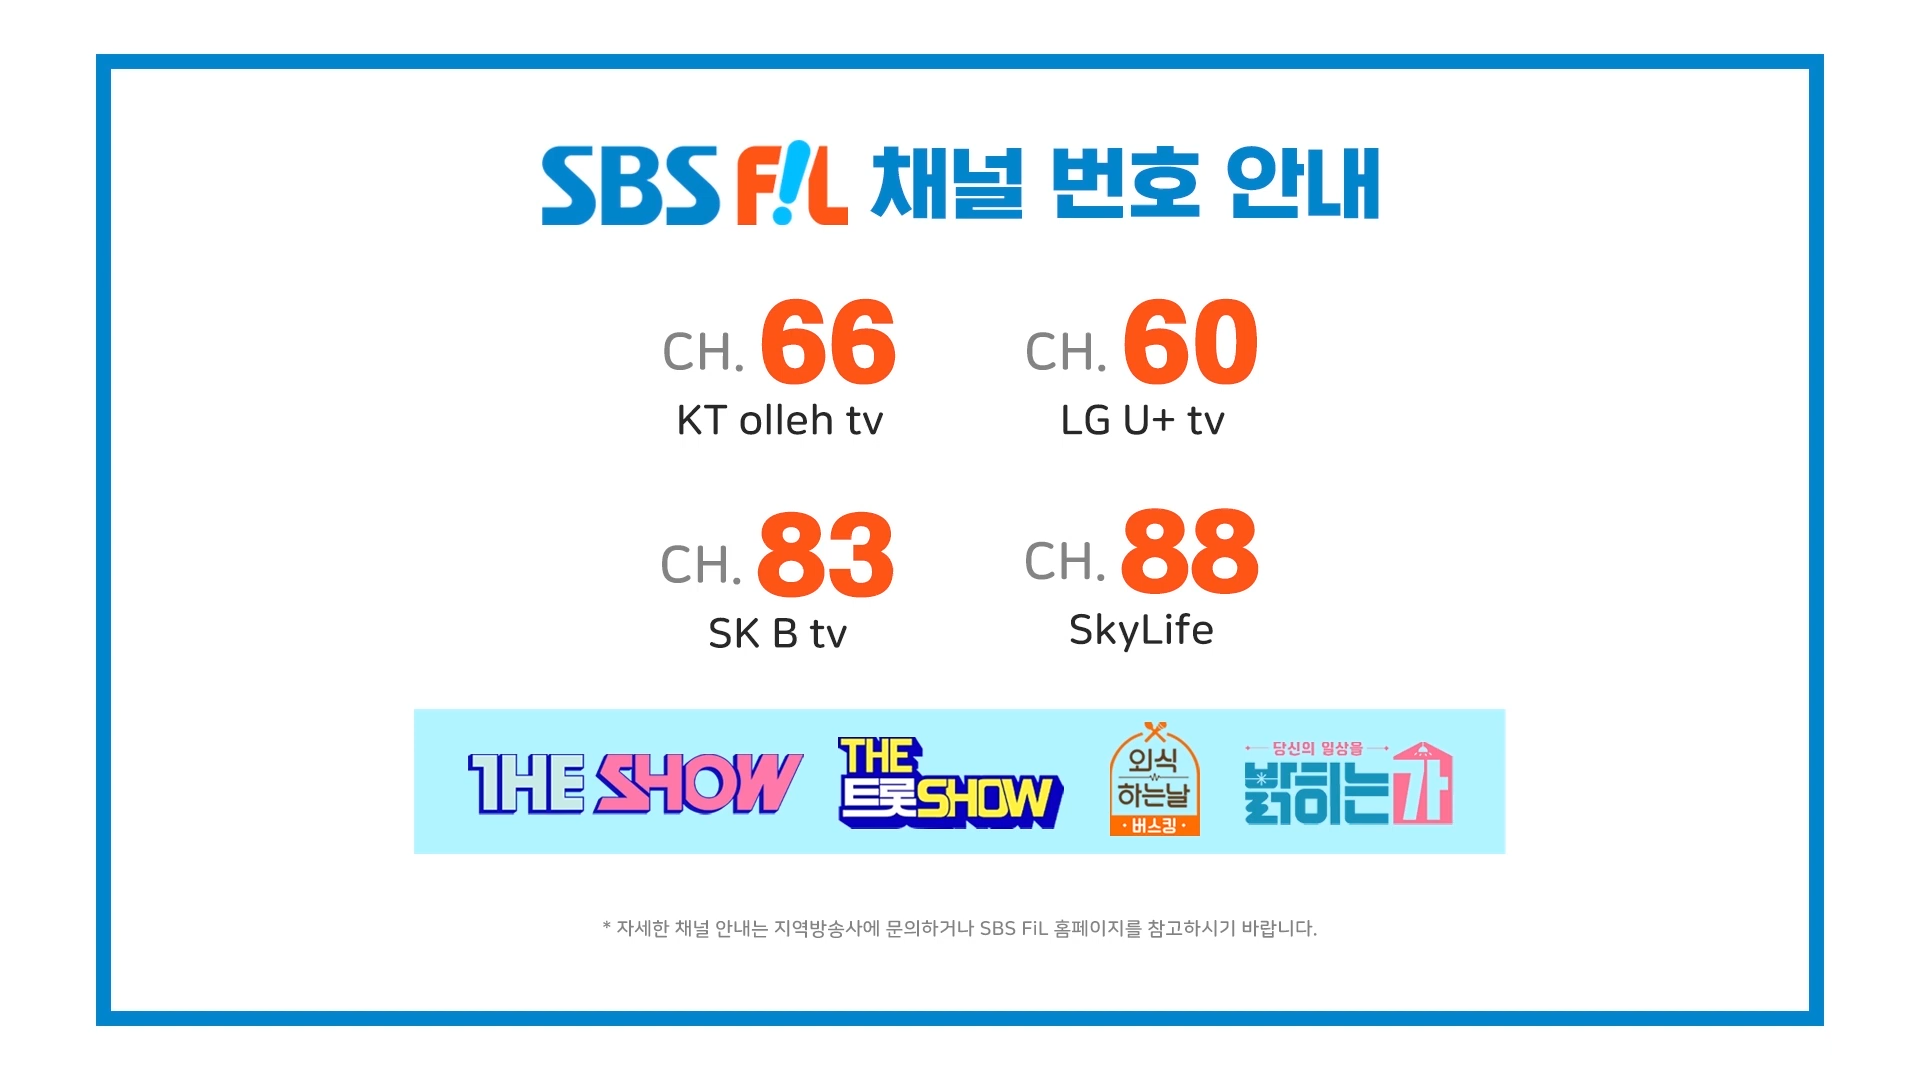 SBS F!L 채널 번호 안내
CH. 66
KT olleh tv
CH. 60
LG U+ tv
CH. 83
SK B tv
CH. 88
SkyLife
THE SHOW
THE
트롯SHOW
외식
하는날
·버스킹·
당신의 일상을
밝히는가
* 자세한 채널 안내는 지역방송사에 문의하거나 SBS FiL 홈페이지를 참고하시기 바랍니다.